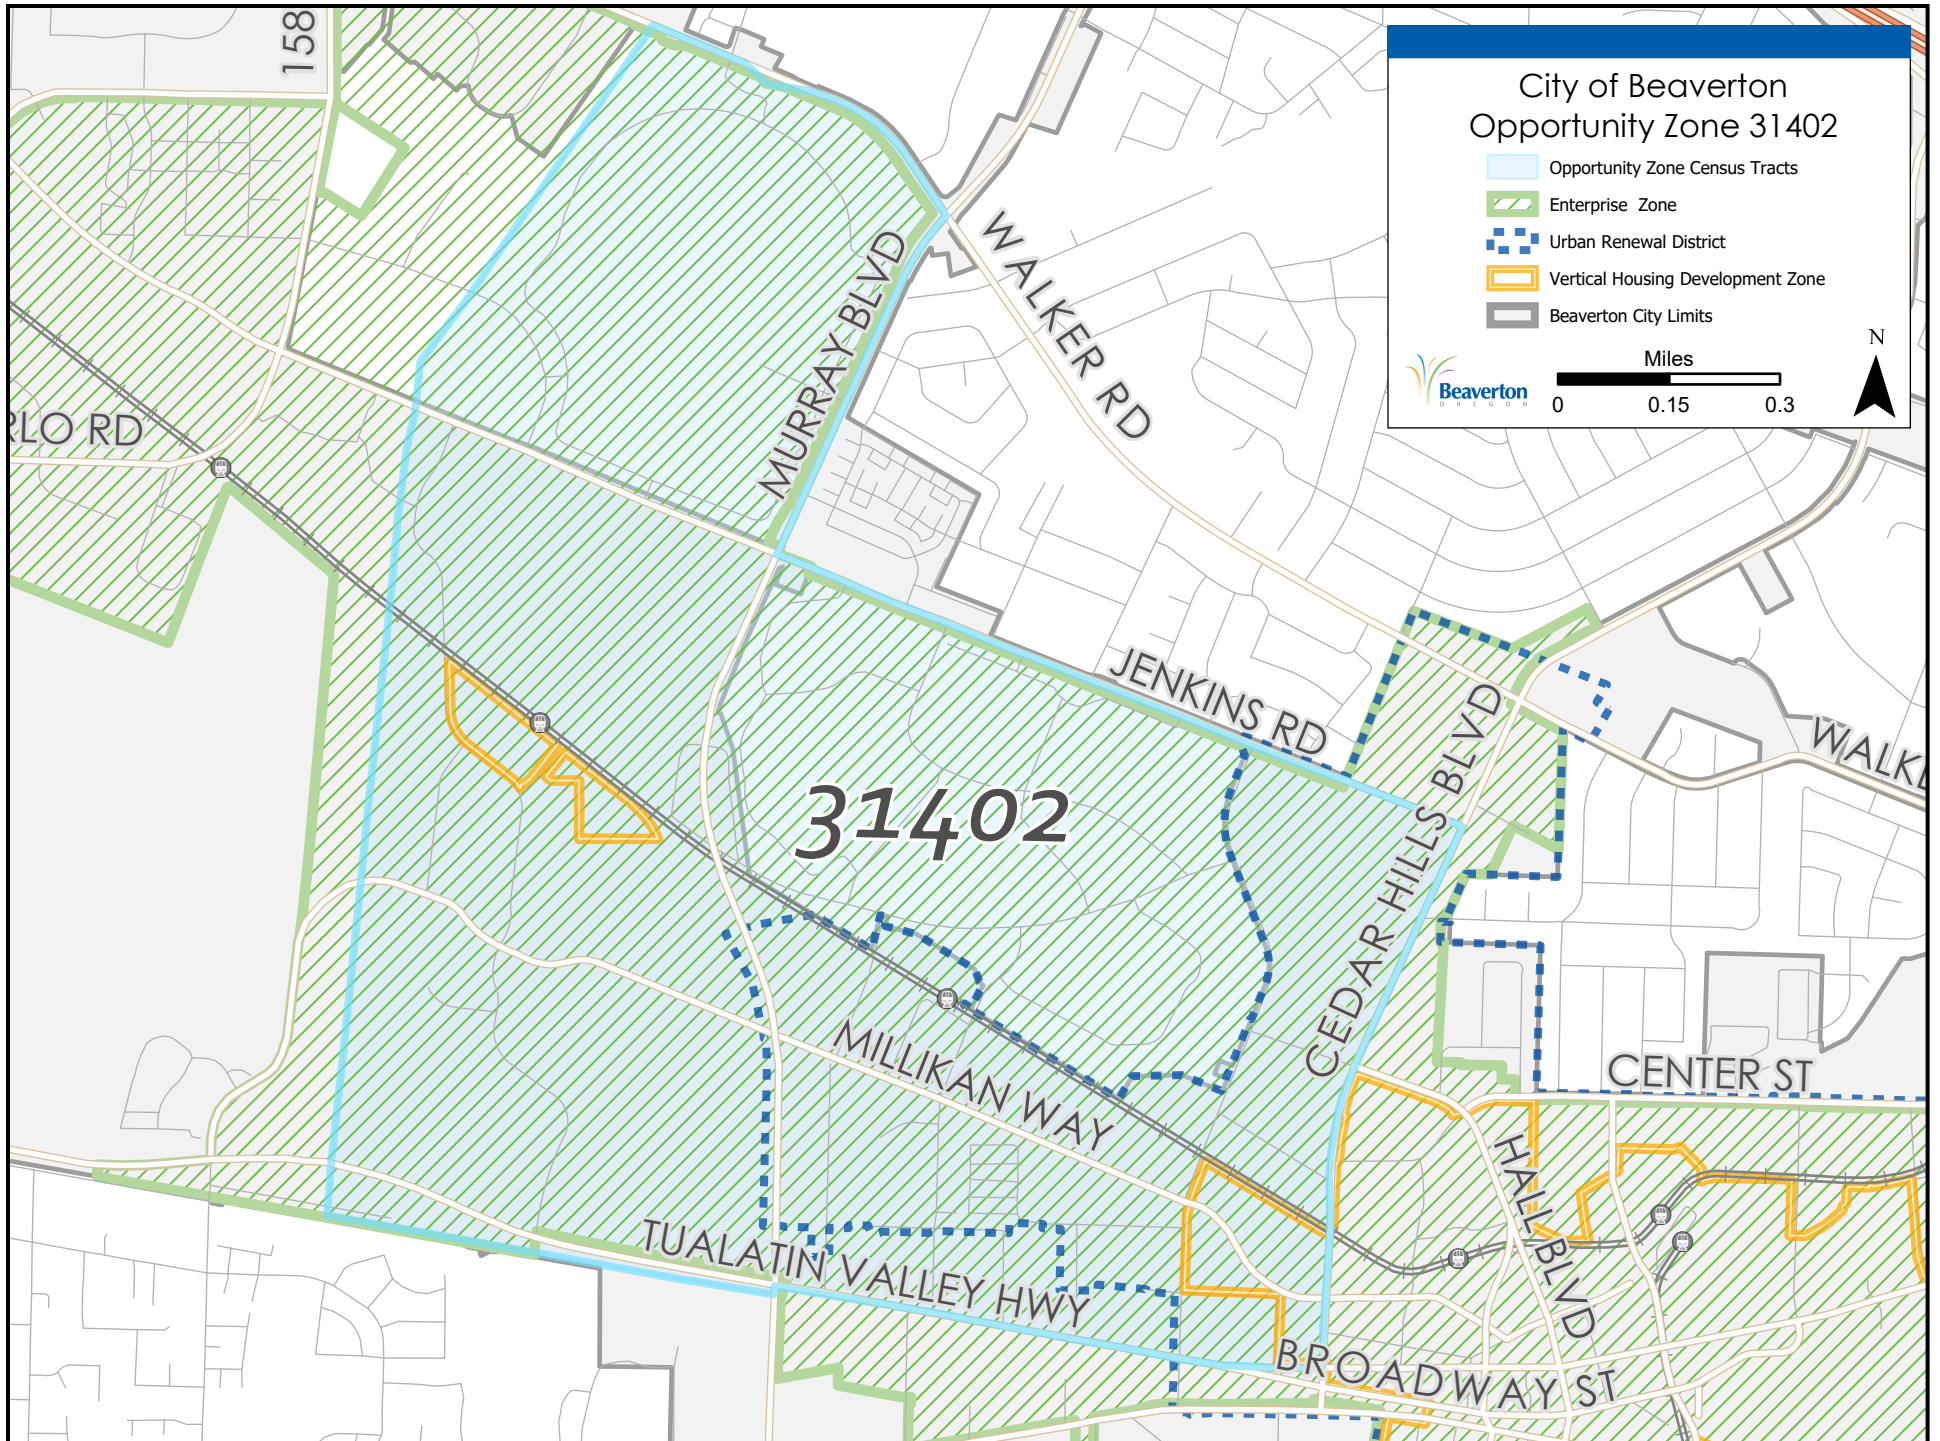 City of Beaverton
Opportunity Zone 31402
Opportunity Zone Census Tracts
Enterprise Zone
Urban Renewal District
Vertical Housing Development Zone
Beaverton City Limits
N
Miles
0 0.15 0.3
Beaverton
OREGON
158
WALKER RD
MURRAY BLVD
RLO RD
JENKINS RD
CEDAR HILLS BLVD
WALKE
31402
MILLIKAN WAY
CENTER ST
HALL BLVD
TUALATIN VALLEY HWY
BROADWAY ST